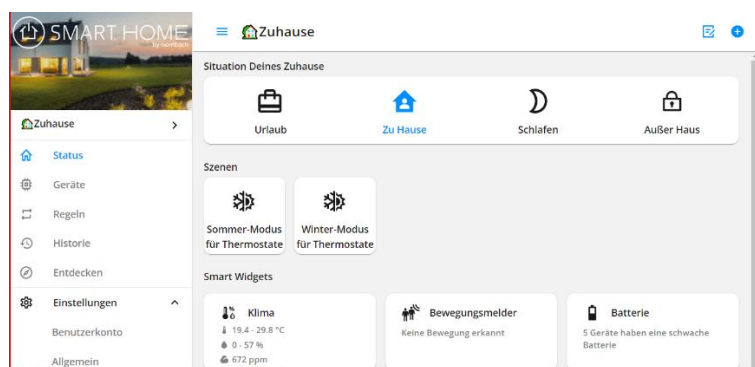 SMART HOME
by hornbach
Zuhause
Status
Geräte
Regeln
Historie
Entdecken
Einstellungen
Benutzerkonto
Allgemein
Zuhause
Situation Deines Zuhause
Urlaub
Zu Hause
Schlafen
Außer Haus
Szenen
Sommer-Modus
für Thermostate
Winter-Modus
für Thermostate
Smart Widgets
Klima
19.4 - 29.8 °C
0 - 57 %
672 ppm
Bewegungsmelder
Keine Bewegung erkannt
Batterie
5 Geräte haben eine schwache
Batterie